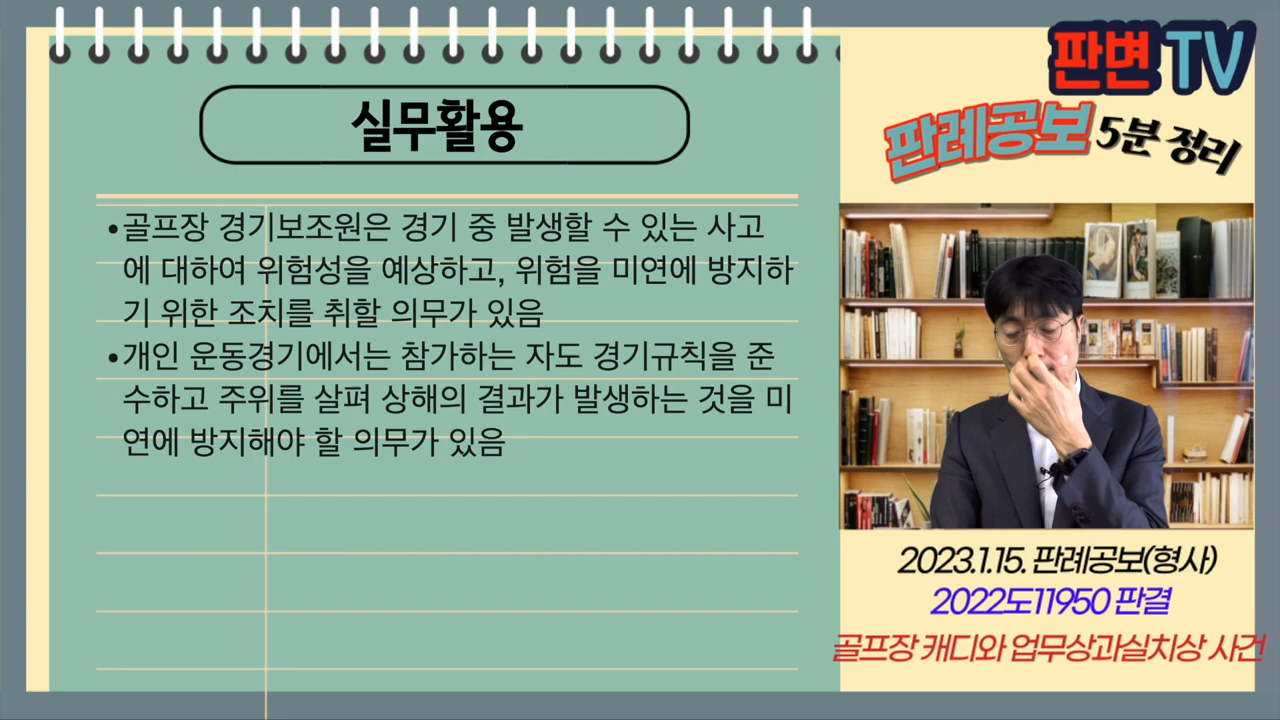 실무활용
•골프장 경기보조원은 경기 중 발생할 수 있는 사고
에 대하여 위험성을 예상하고, 위험을 미연에 방지하
기 위한 조치를 취할 의무가 있음
•개인 운동경기에서는 참가하는 자도 경기규칙을 준
수하고 주위를 살펴 상해의 결과가 발생하는 것을 미
연에 방지해야 할 의무가 있음
판변 TV
판례공보 5분 정리
2023.1.15. 판례공보(형사)
2022도11950 판결
골프장 캐디와 업무상과실치상 사건